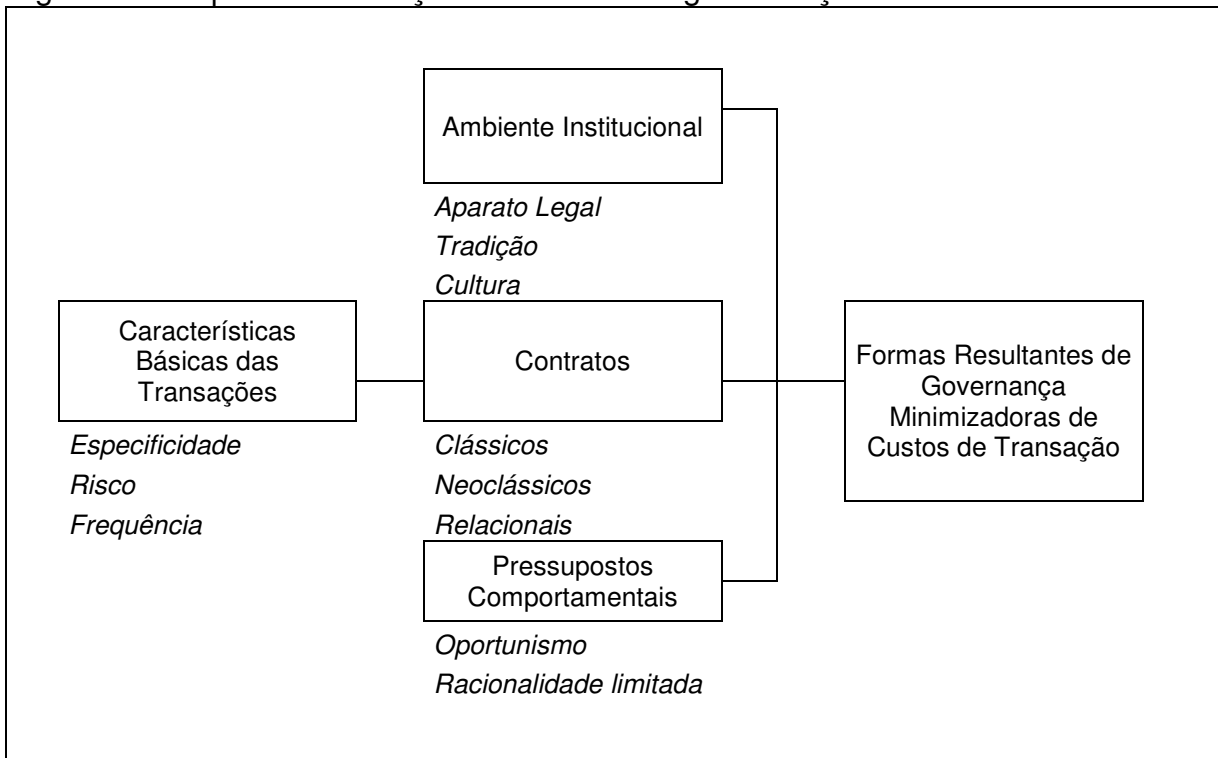 Ambiente Institucional
Aparato Legal
Tradição
Cultura
Características
Básicas das
Transações
Especificidade
Risco
Frequência
Contratos
Clássicos
Neoclássicos
Relacionais
Pressupostos
Comportamentais
Oportunismo
Racionalidade limitada
Formas Resultantes de
Governança
Minimizadoras de
Custos de Transação